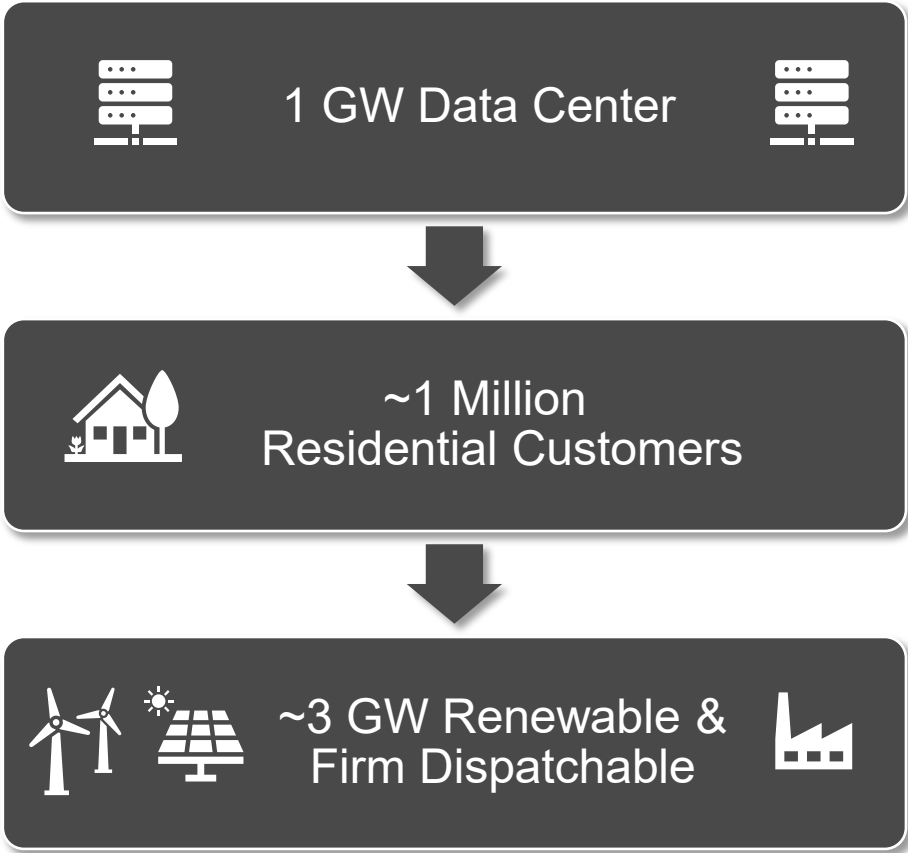 1 GW Data Center
~1 Million
Residential Customers
~3 GW Renewable &
Firm Dispatchable